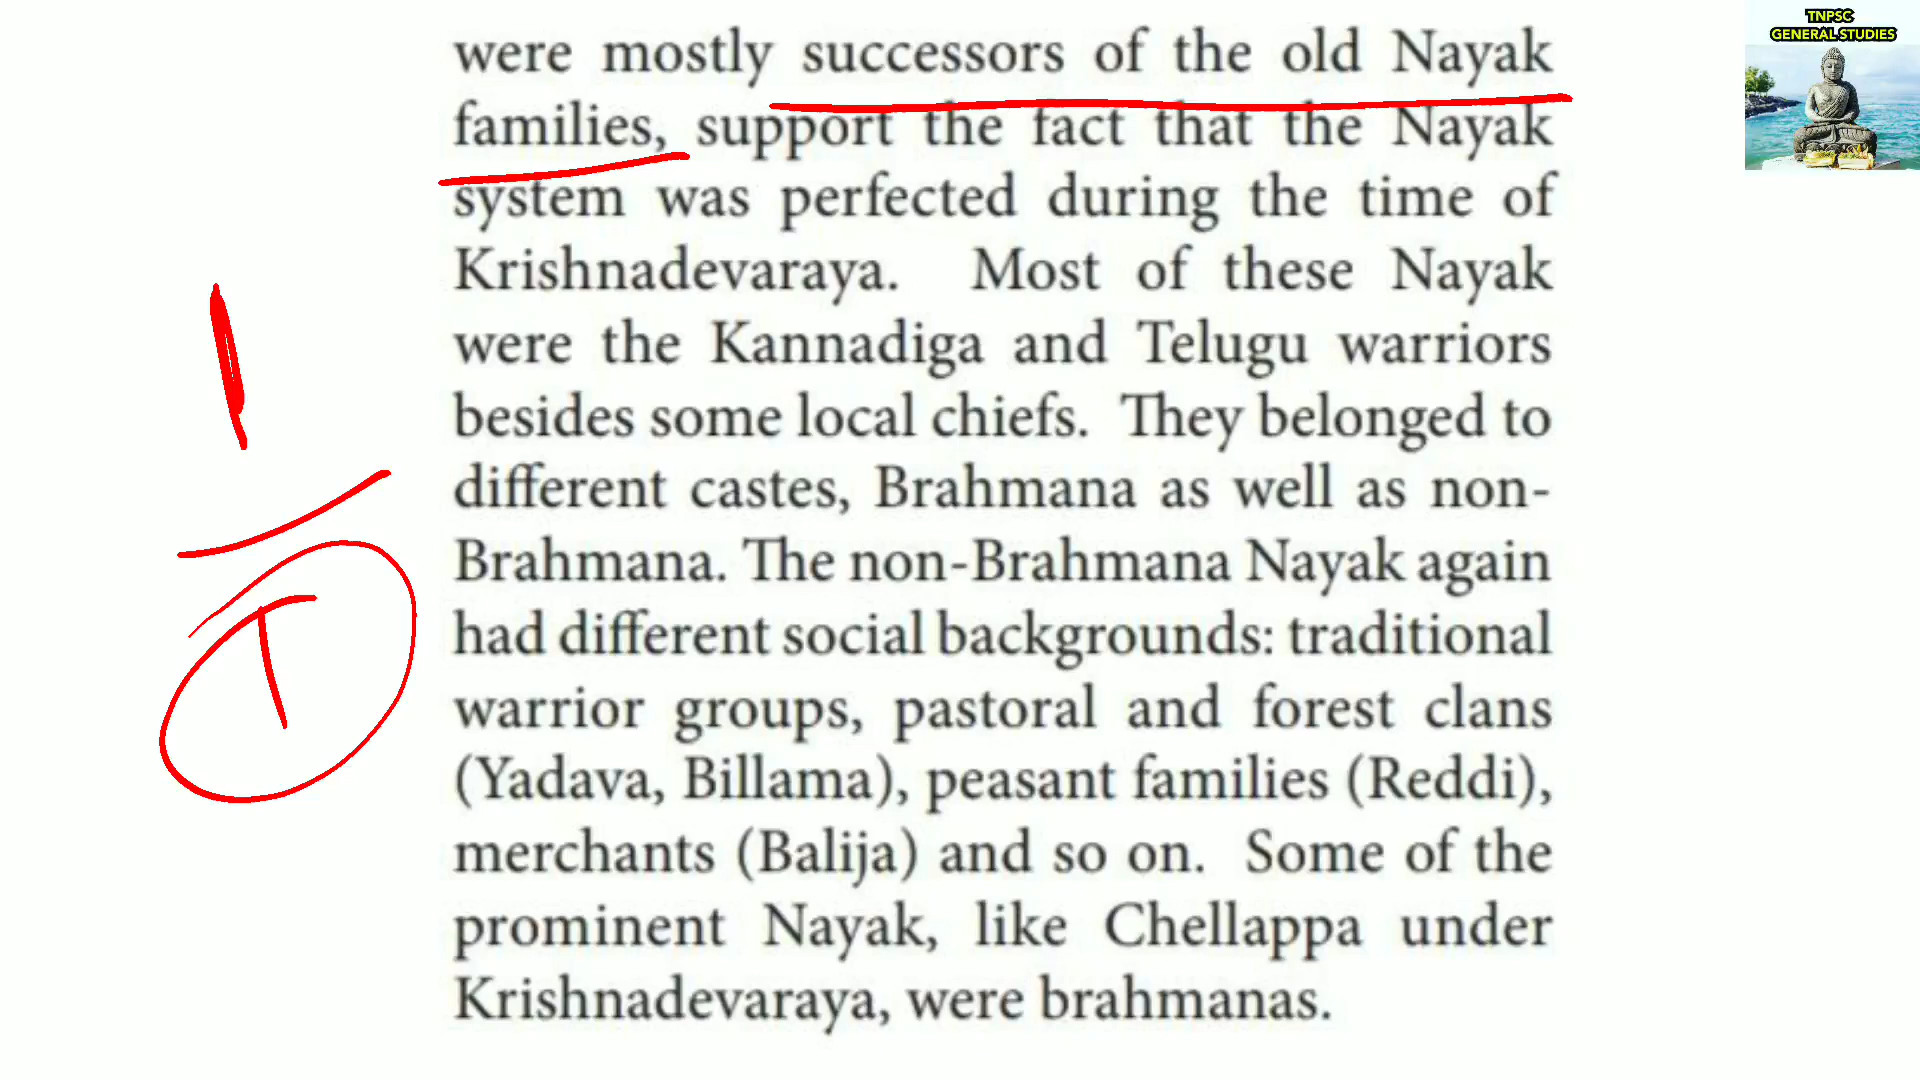 were mostly successors of the old Nayak
families, support the fact that the Nayak
system was perfected during the time of
Krishnadevaraya. Most of these Nayak
were the Kannadiga and Telugu warriors
besides some local chiefs. They belonged to
different castes, Brahmana as well as non-
Brahmana. The non-Brahmana Nayak again
had different social backgrounds: traditional
warrior groups, pastoral and forest clans
(Yadava, Billama), peasant families (Reddi),
merchants (Balija) and so on. Some of the
prominent Nayak, like Chellappa under
Krishnadevaraya, were brahmanas.
TNPSC
GENERAL STUDIES
1
T